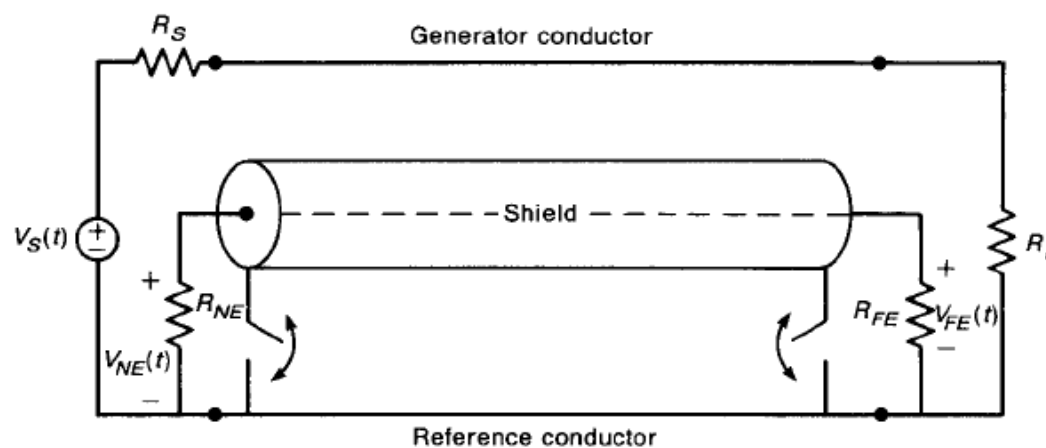 R_S
Generator conductor
Shield
V_S(t)
+
−
+
R_NE
V_NE(t)
−
R_FE
+
V_FE(t)
−
Reference conductor